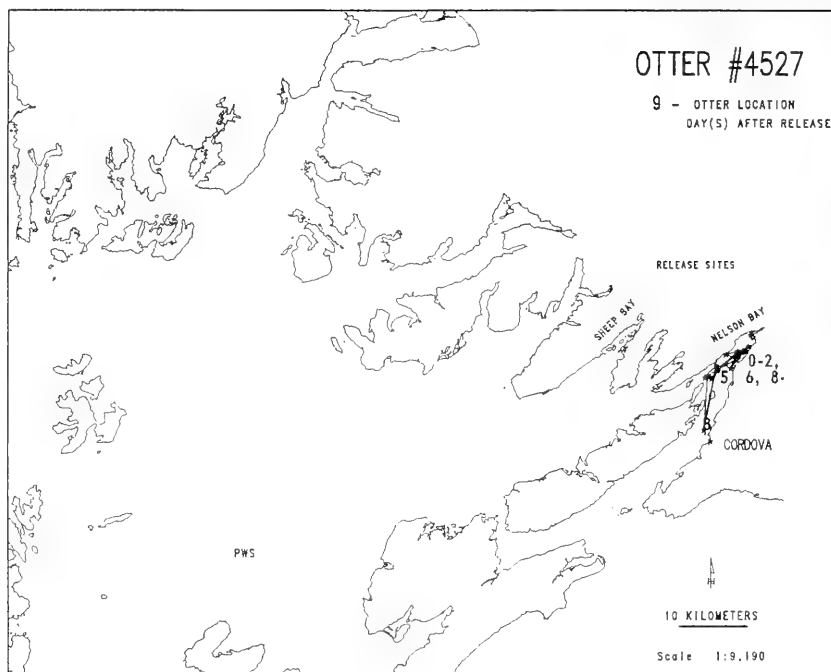 OTTER #4527
9 - OTTER LOCATION
DAY(S) AFTER RELEASE
RELEASE SITES
SHEEP BAY
NELSON BAY
0-2,
5, 6, 8-
8
CORDOVA
PWS
10 KILOMETERS
Scale 1:9,190